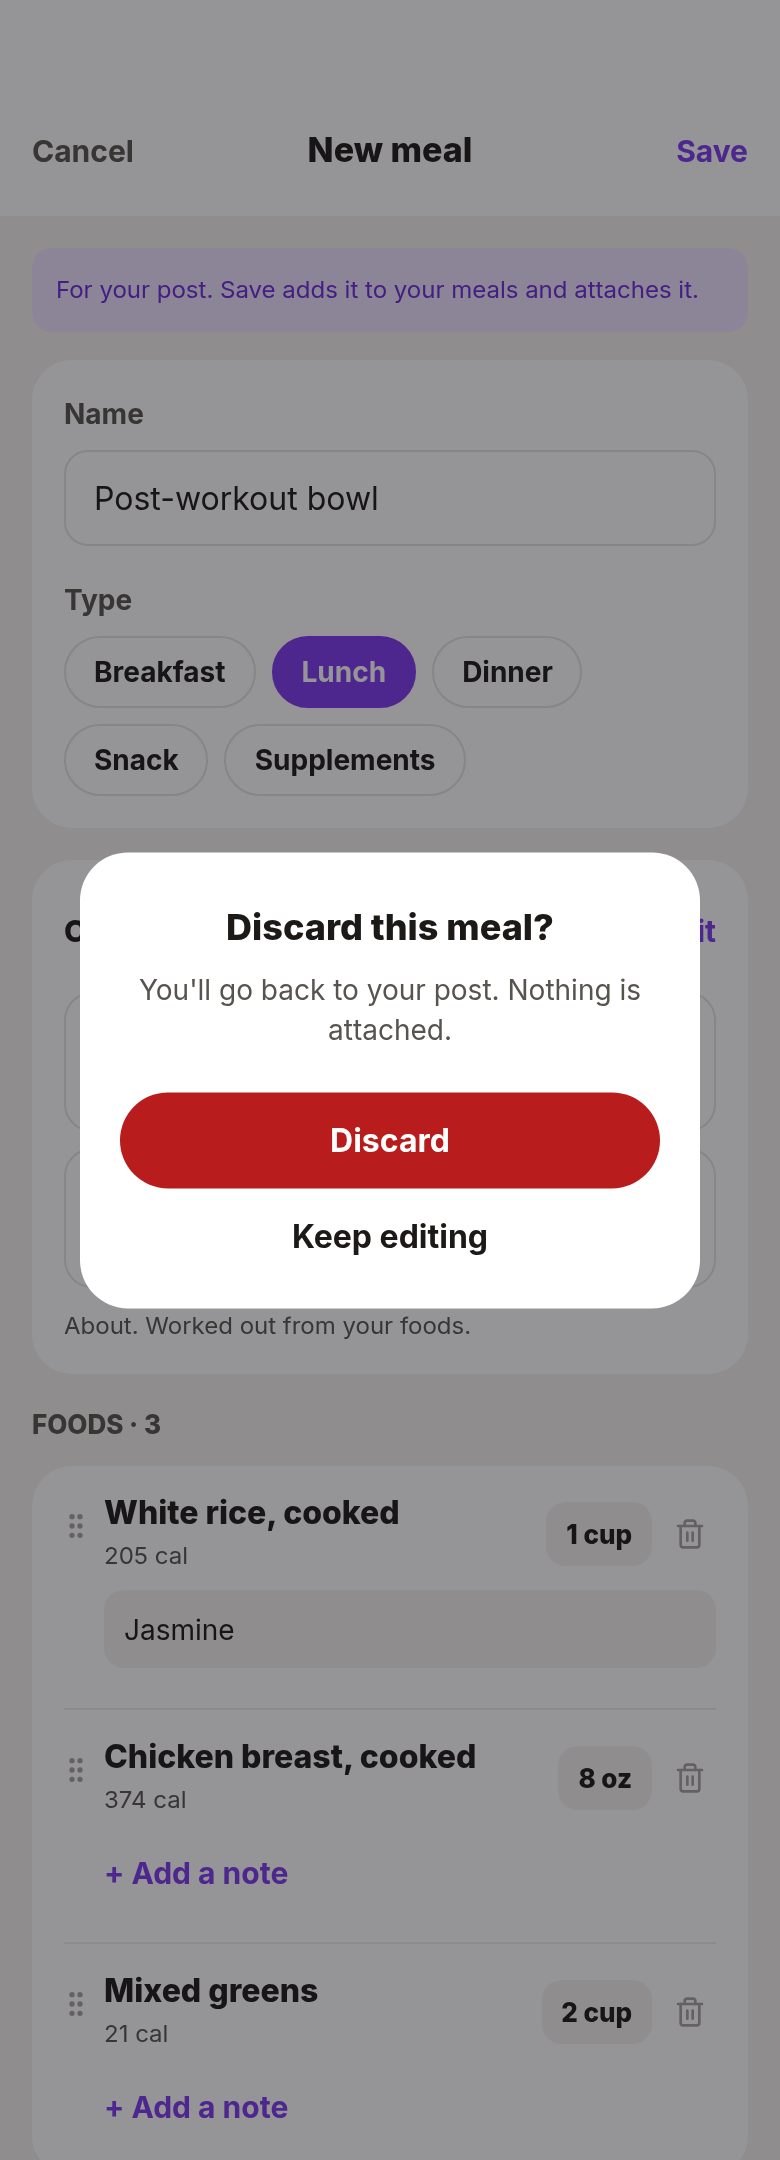 Cancel
New meal
Save
For your post. Save adds it to your meals and attaches it.
Name
Post-workout bowl
Type
Breakfast
Lunch
Dinner
Snack
Supplements
Discard this meal?
You'll go back to your post. Nothing is
attached.
Discard
Keep editing
About. Worked out from your foods.
FOODS · 3
White rice, cooked
205 cal
1 cup
Jasmine
Chicken breast, cooked
374 cal
8 oz
+ Add a note
Mixed greens
21 cal
2 cup
+ Add a note